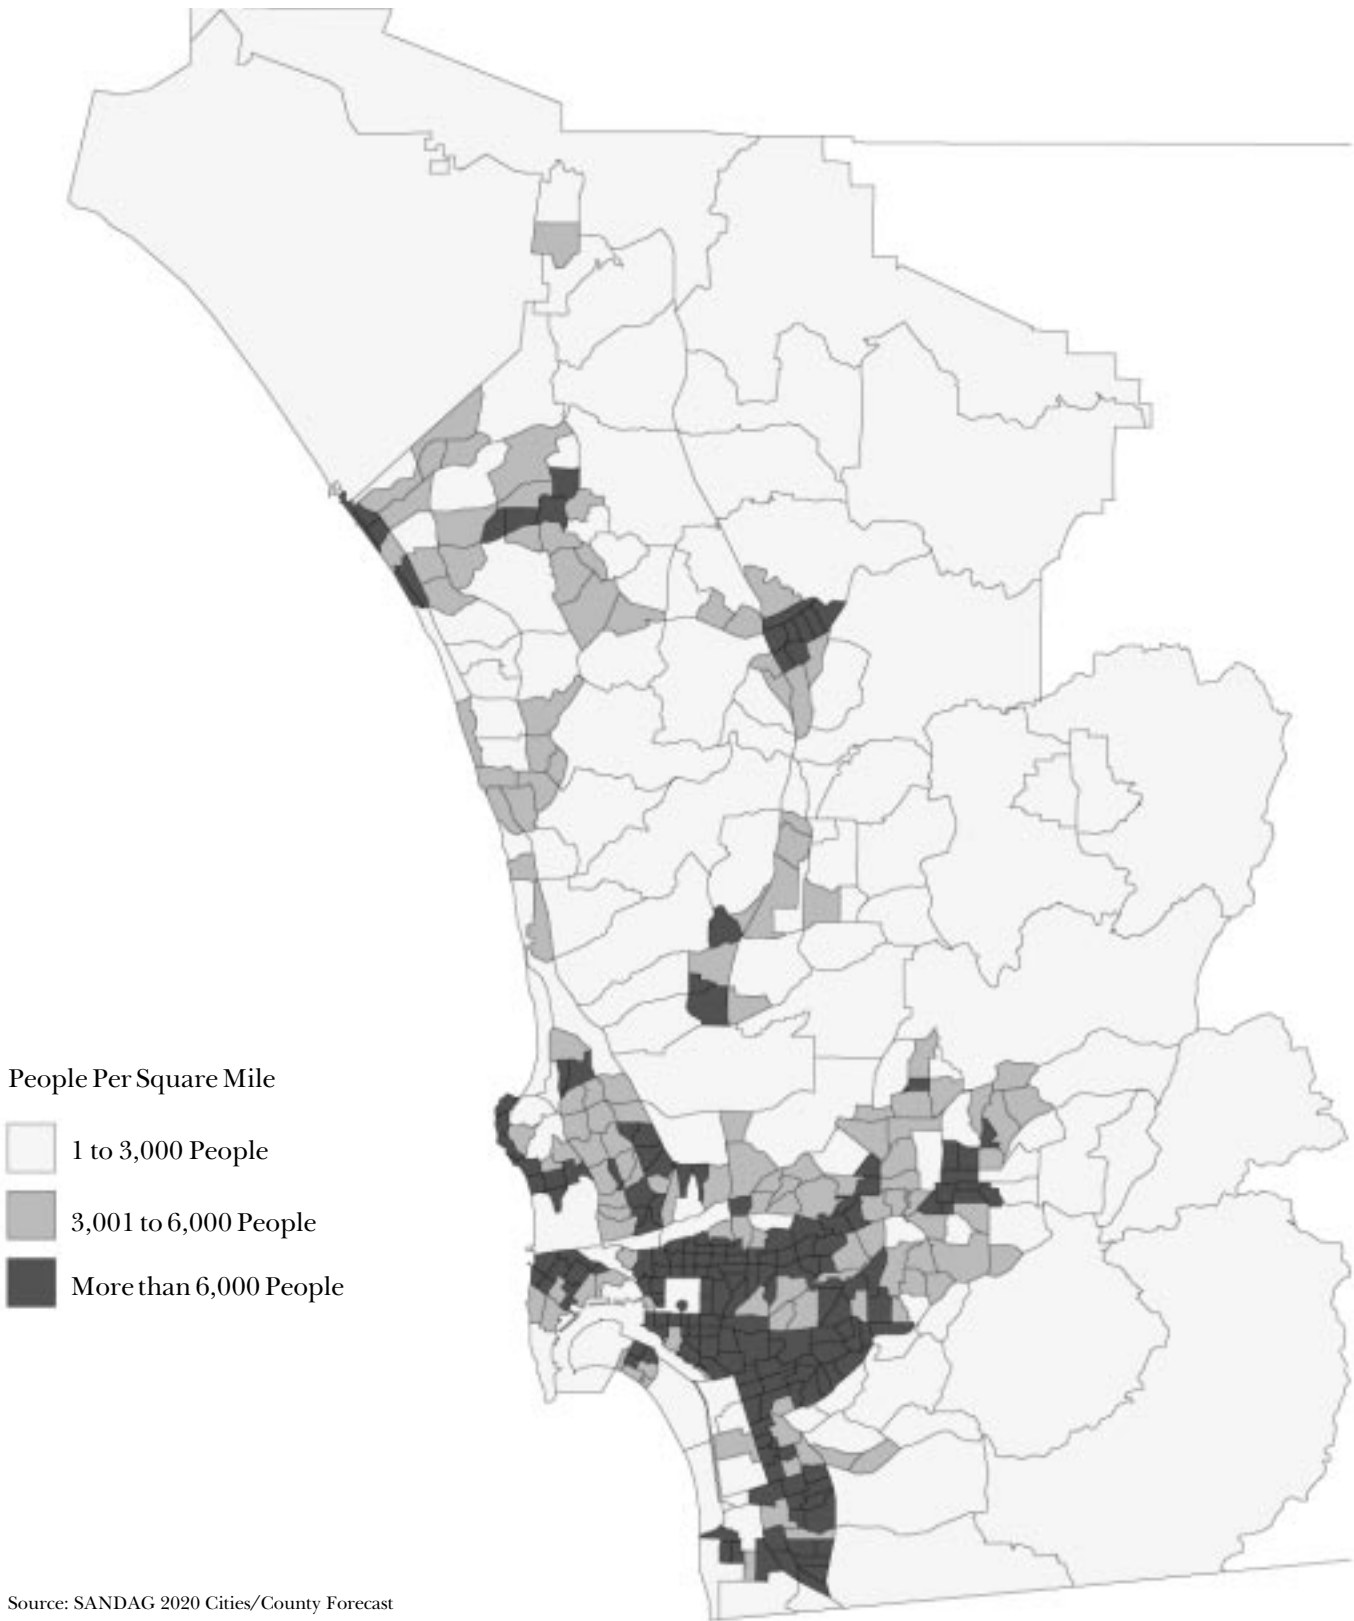 People Per Square Mile
1 to 3,000 People
3,001 to 6,000 People
More than 6,000 People
Source: SANDAG 2020 Cities/County Forecast